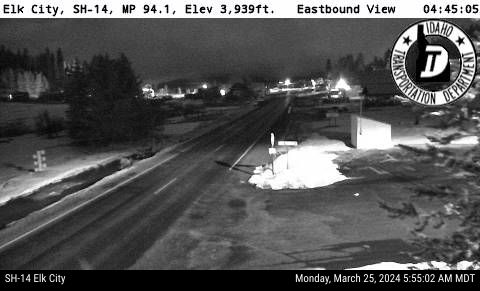 Elk City, SH-14, MP 94.1, Elev 3,939ft. Eastbound View 04:45:05
IDAHO
TRANSPORTATION DEPARTMENT
SH-14 Elk City Monday, March 25, 2024 5:55:02 AM MDT